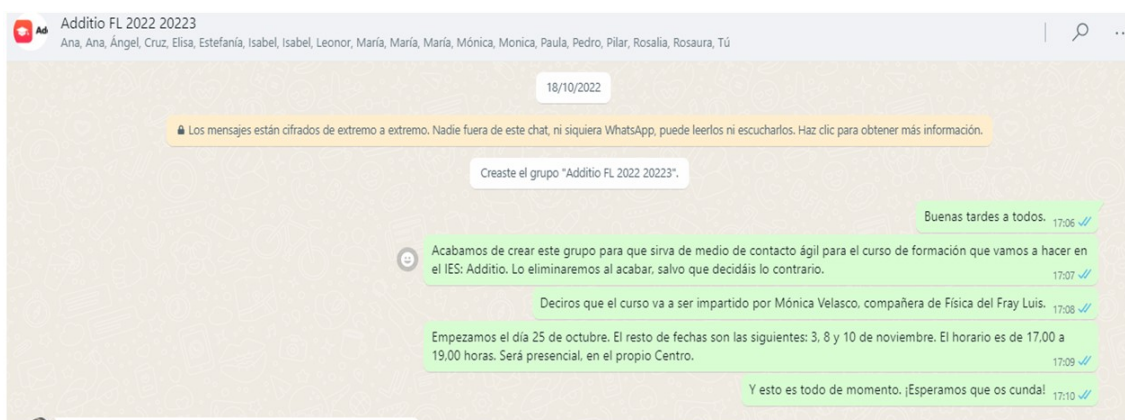 Additio FL 2022 20223
Ad
Ana, Ana, Ángel, Cruz, Elisa, Estefanía, Isabel, Isabel, Leonor, María, María, María, Mónica, Monica, Paula, Pedro, Pilar, Rosalia, Rosaura, Tú
18/10/2022
Los mensajes están cifrados de extremo a extremo. Nadie fuera de este chat, ni siquiera WhatsApp, puede leerlos ni escucharlos. Haz clic para obtener más información.
Creaste el grupo "Additio FL 2022 20223".
Buenas tardes a todos. 17:06
Acabamos de crear este grupo para que sirva de medio de contacto ágil para el curso de formación que vamos a hacer en
el IES: Additio. Lo eliminaremos al acabar, salvo que decidáis lo contrario. 17:07
Deciros que el curso va a ser impartido por Mónica Velasco, compañera de Física del Fray Luis. 17:08
Empezamos el día 25 de octubre. El resto de fechas son las siguientes: 3, 8 y 10 de noviembre. El horario es de 17,00 a
19,00 horas. Será presencial, en el propio Centro. 17:09
Y esto es todo de momento. ¡Esperamos que os cunda! 17:10